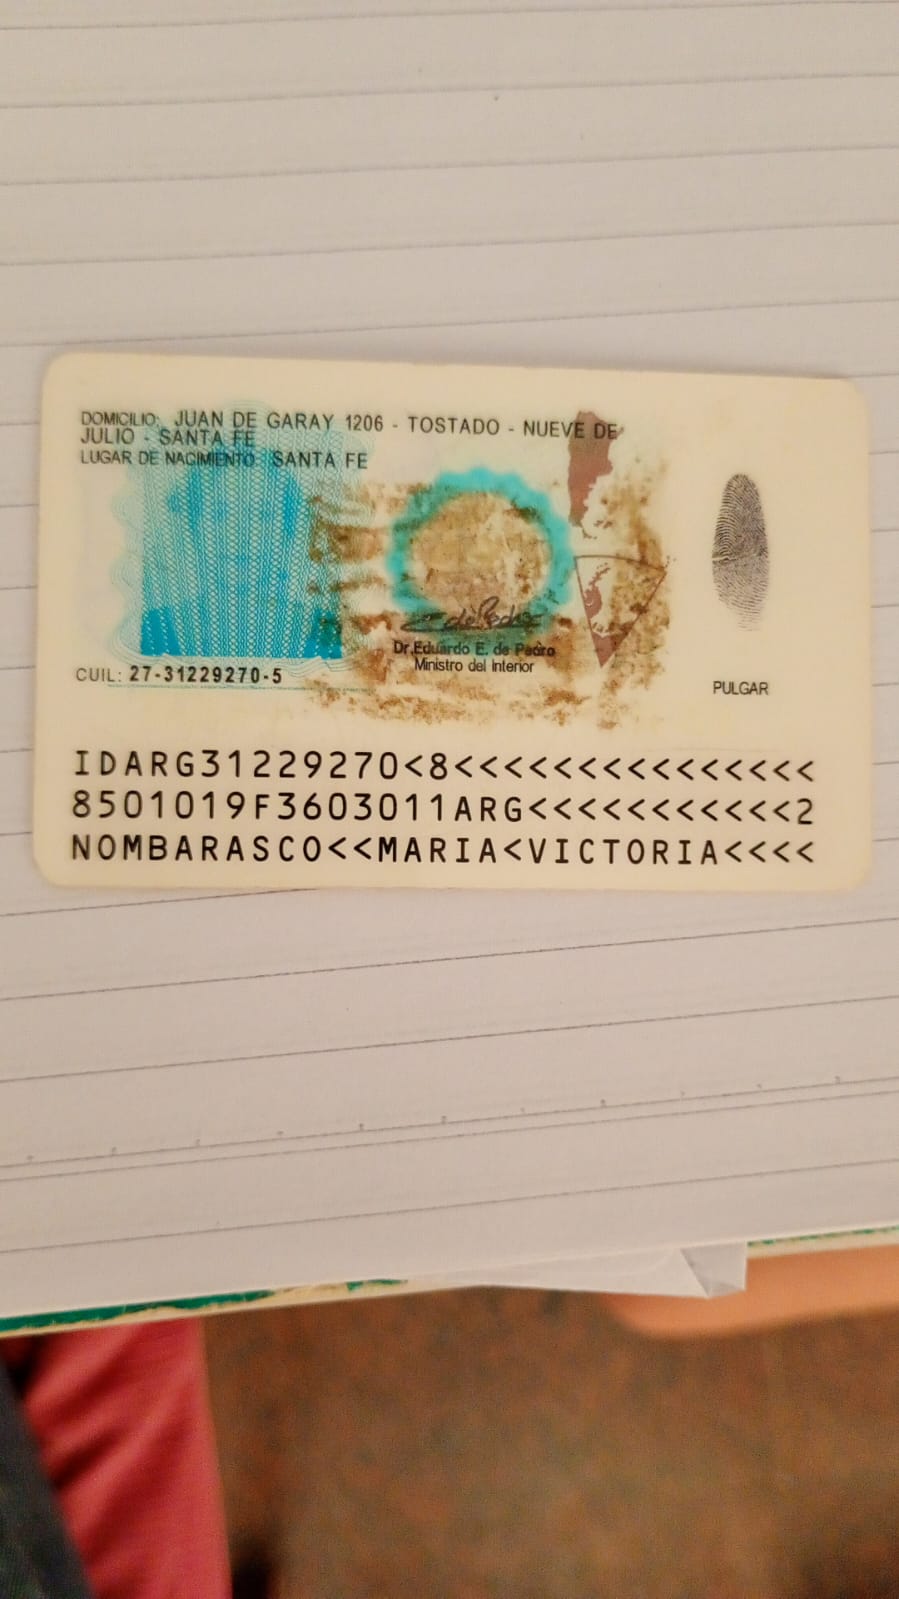 DOMICILIO: JUAN DE GARAY 1206 - TOSTADO - NUEVE DE
JULIO - SANTA FE
LUGAR DE NACIMIENTO: SANTA FE
Dr. Eduardo E. de Pedro
Ministro del Interior
CUIL: 27-31229270-5
PULGAR
IDARG31229270<8<<<<<<<<<<<<<<<
8501019F3603011ARG<<<<<<<<<<<2
NOMBARASCO<<MARIA<VICTORIA<<<<